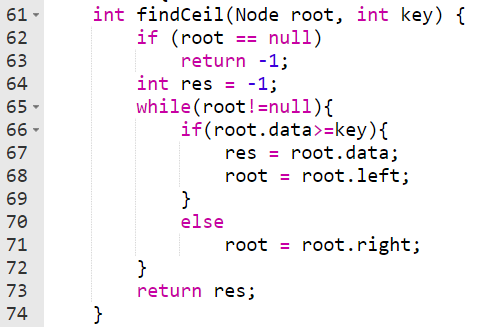 61 int findCeil(Node root, int key) {
62 if (root == null)
63 return -1;
64 int res = -1;
65 while(root!=null){
66 if(root.data>=key){
67 res = root.data;
68 root = root.left;
69 }
70 else
71 root = root.right;
72 }
73 return res;
74 }